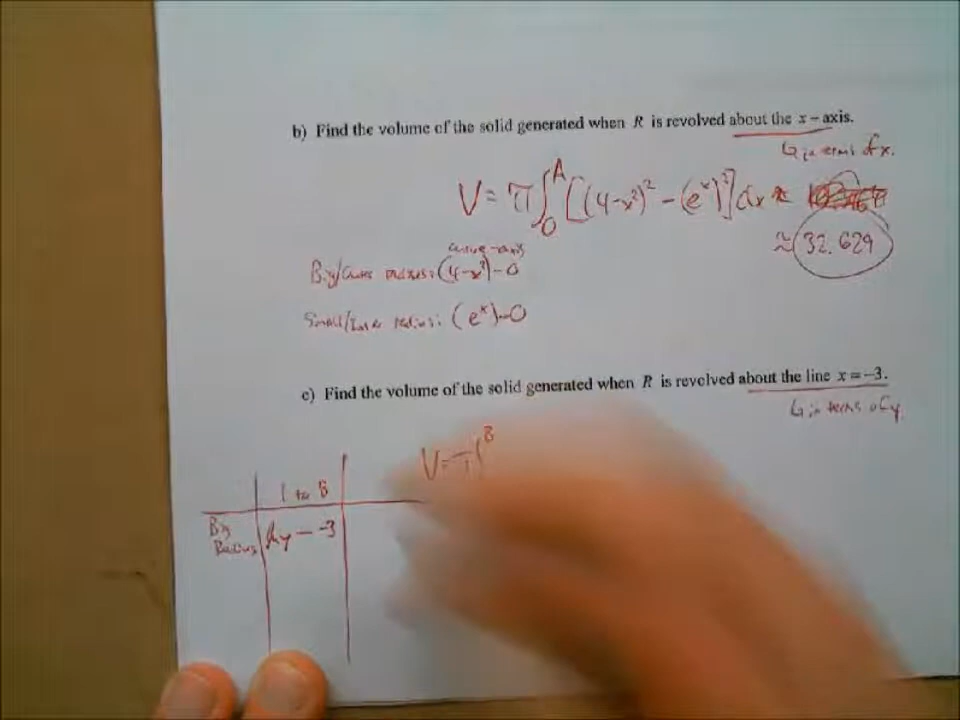 b) Find the volume of the solid generated when R is revolved about the x – axis.
↳ in terms of x.
V = π∫₀ᴬ [(4-x²)² - (eˣ)²] dx ≈
≈ 32.629
curve - axis
Big/Outer radius: (4-x²)-0
Small/Inner radius: (eˣ)-0
c) Find the volume of the solid generated when R is revolved about the line x = –3.
↳ in terms of y.
V = π∫ᴮ
1 to B
Big Radius
ln y - -3